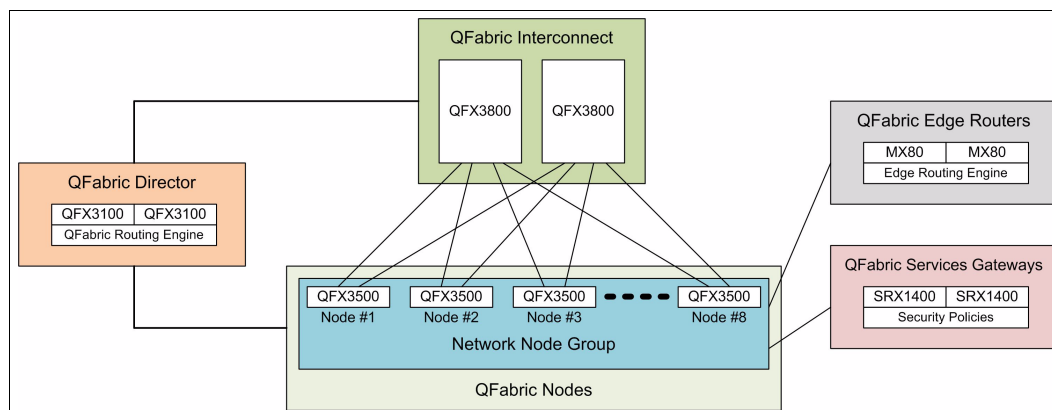 QFabric Interconnect
QFX3800 QFX3800
QFabric Edge Routers
MX80 MX80
Edge Routing Engine
QFabric Director
QFX3100 QFX3100
QFabric Routing Engine
QFabric Services Gateways
SRX1400 SRX1400
Security Policies
QFX3500 QFX3500 QFX3500 QFX3500
Node #1 Node #2 Node #3 Node #8
Network Node Group
QFabric Nodes